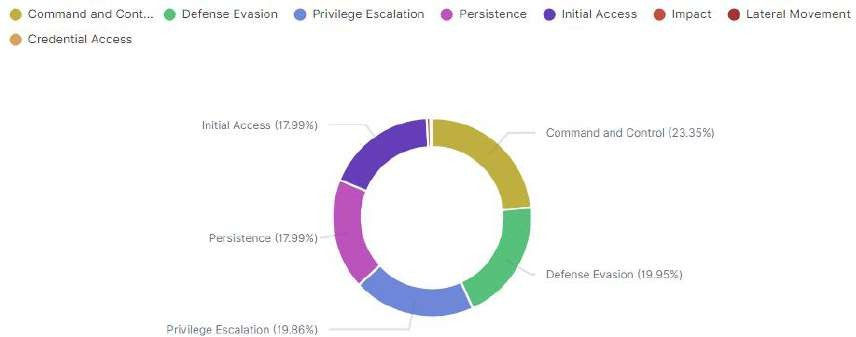 Command and Cont... Defense Evasion Privilege Escalation Persistence Initial Access Impact Lateral Movement
Credential Access
Initial Access (17.99%)
Command and Control (23.35%)
Persistence (17.99%)
Defense Evasion (19.95%)
Privilege Escalation (19.86%)